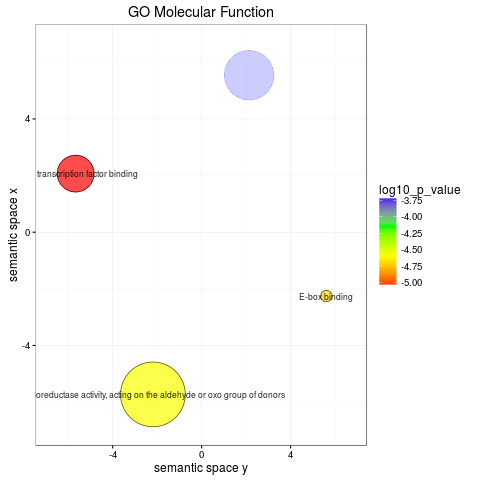 GO Molecular Function
4
0
-4
semantic space x
transcription factor binding
E-box binding
oreductase activity, acting on the aldehyde or oxo group of donors
-4
0
4
semantic space y
log10_p_value
-3.75
-4.00
-4.25
-4.50
-4.75
-5.00